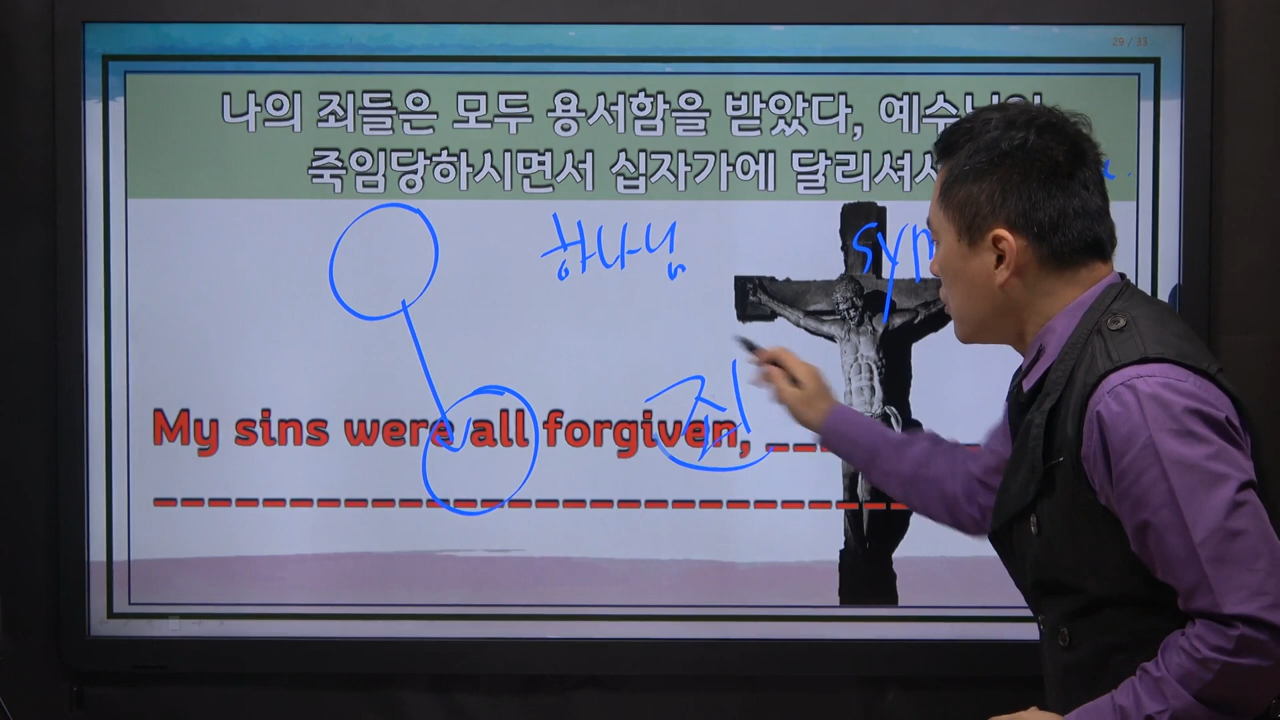 29 / 33
나의 죄들은 모두 용서함을 받았다, 예수님이
죽임당하시면서 십자가에 달리셔서
하나님
sym
My sins were all forgiven,
죄